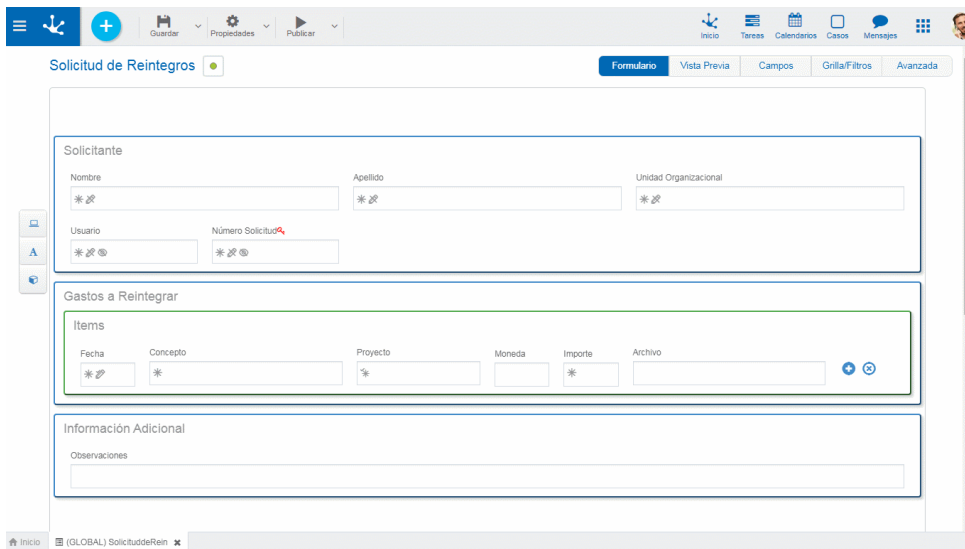 Guardar
Propiedades
Publicar
Inicio
Tareas
Calendarios
Casos
Mensajes
Solicitud de Reintegros
Formulario
Vista Previa
Campos
Grilla/Filtros
Avanzada
Solicitante
Nombre
Apellido
Unidad Organizacional
Usuario
Número Solicitud
A
Gastos a Reintegrar
Items
Fecha
Concepto
Proyecto
Moneda
Importe
Archivo
Información Adicional
Observaciones
Inicio
(GLOBAL) SolicituddeRein